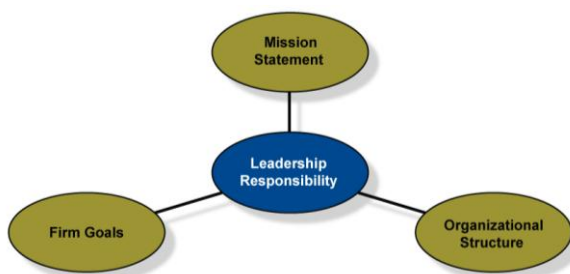 Mission
Statement
Leadership
Responsibility
Firm Goals
Organizational
Structure